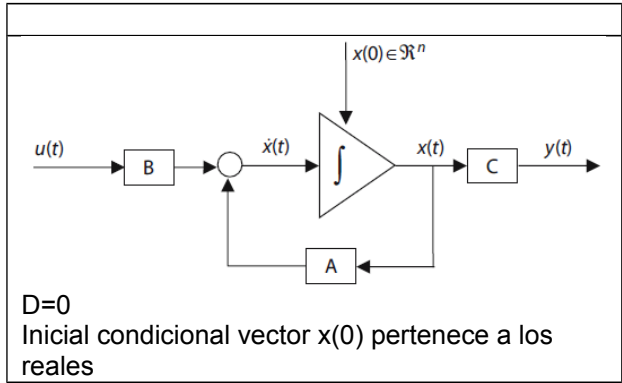 x(0)∈ℜⁿ
u(t)
B
ẋ(t)
∫
x(t)
C
y(t)
A
D=0
Inicial condicional vector x(0) pertenece a los
reales